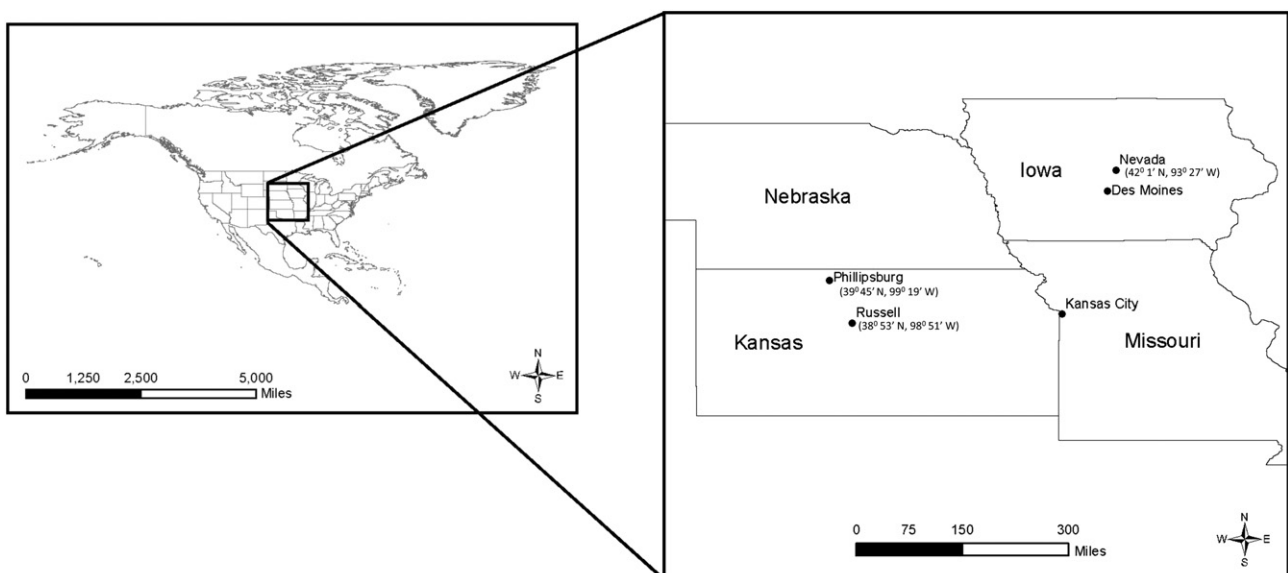 N
W E
S
0 1,250 2,500 5,000
Miles
Iowa
Nevada
(42⁰ 1’ N, 93⁰ 27’ W)
Des Moines
Nebraska
Phillipsburg
(39⁰ 45’ N, 99⁰ 19’ W)
Russell
(38⁰ 53’ N, 98⁰ 51’ W)
Kansas City
Kansas
Missouri
0 75 150 300
Miles
N
W E
S